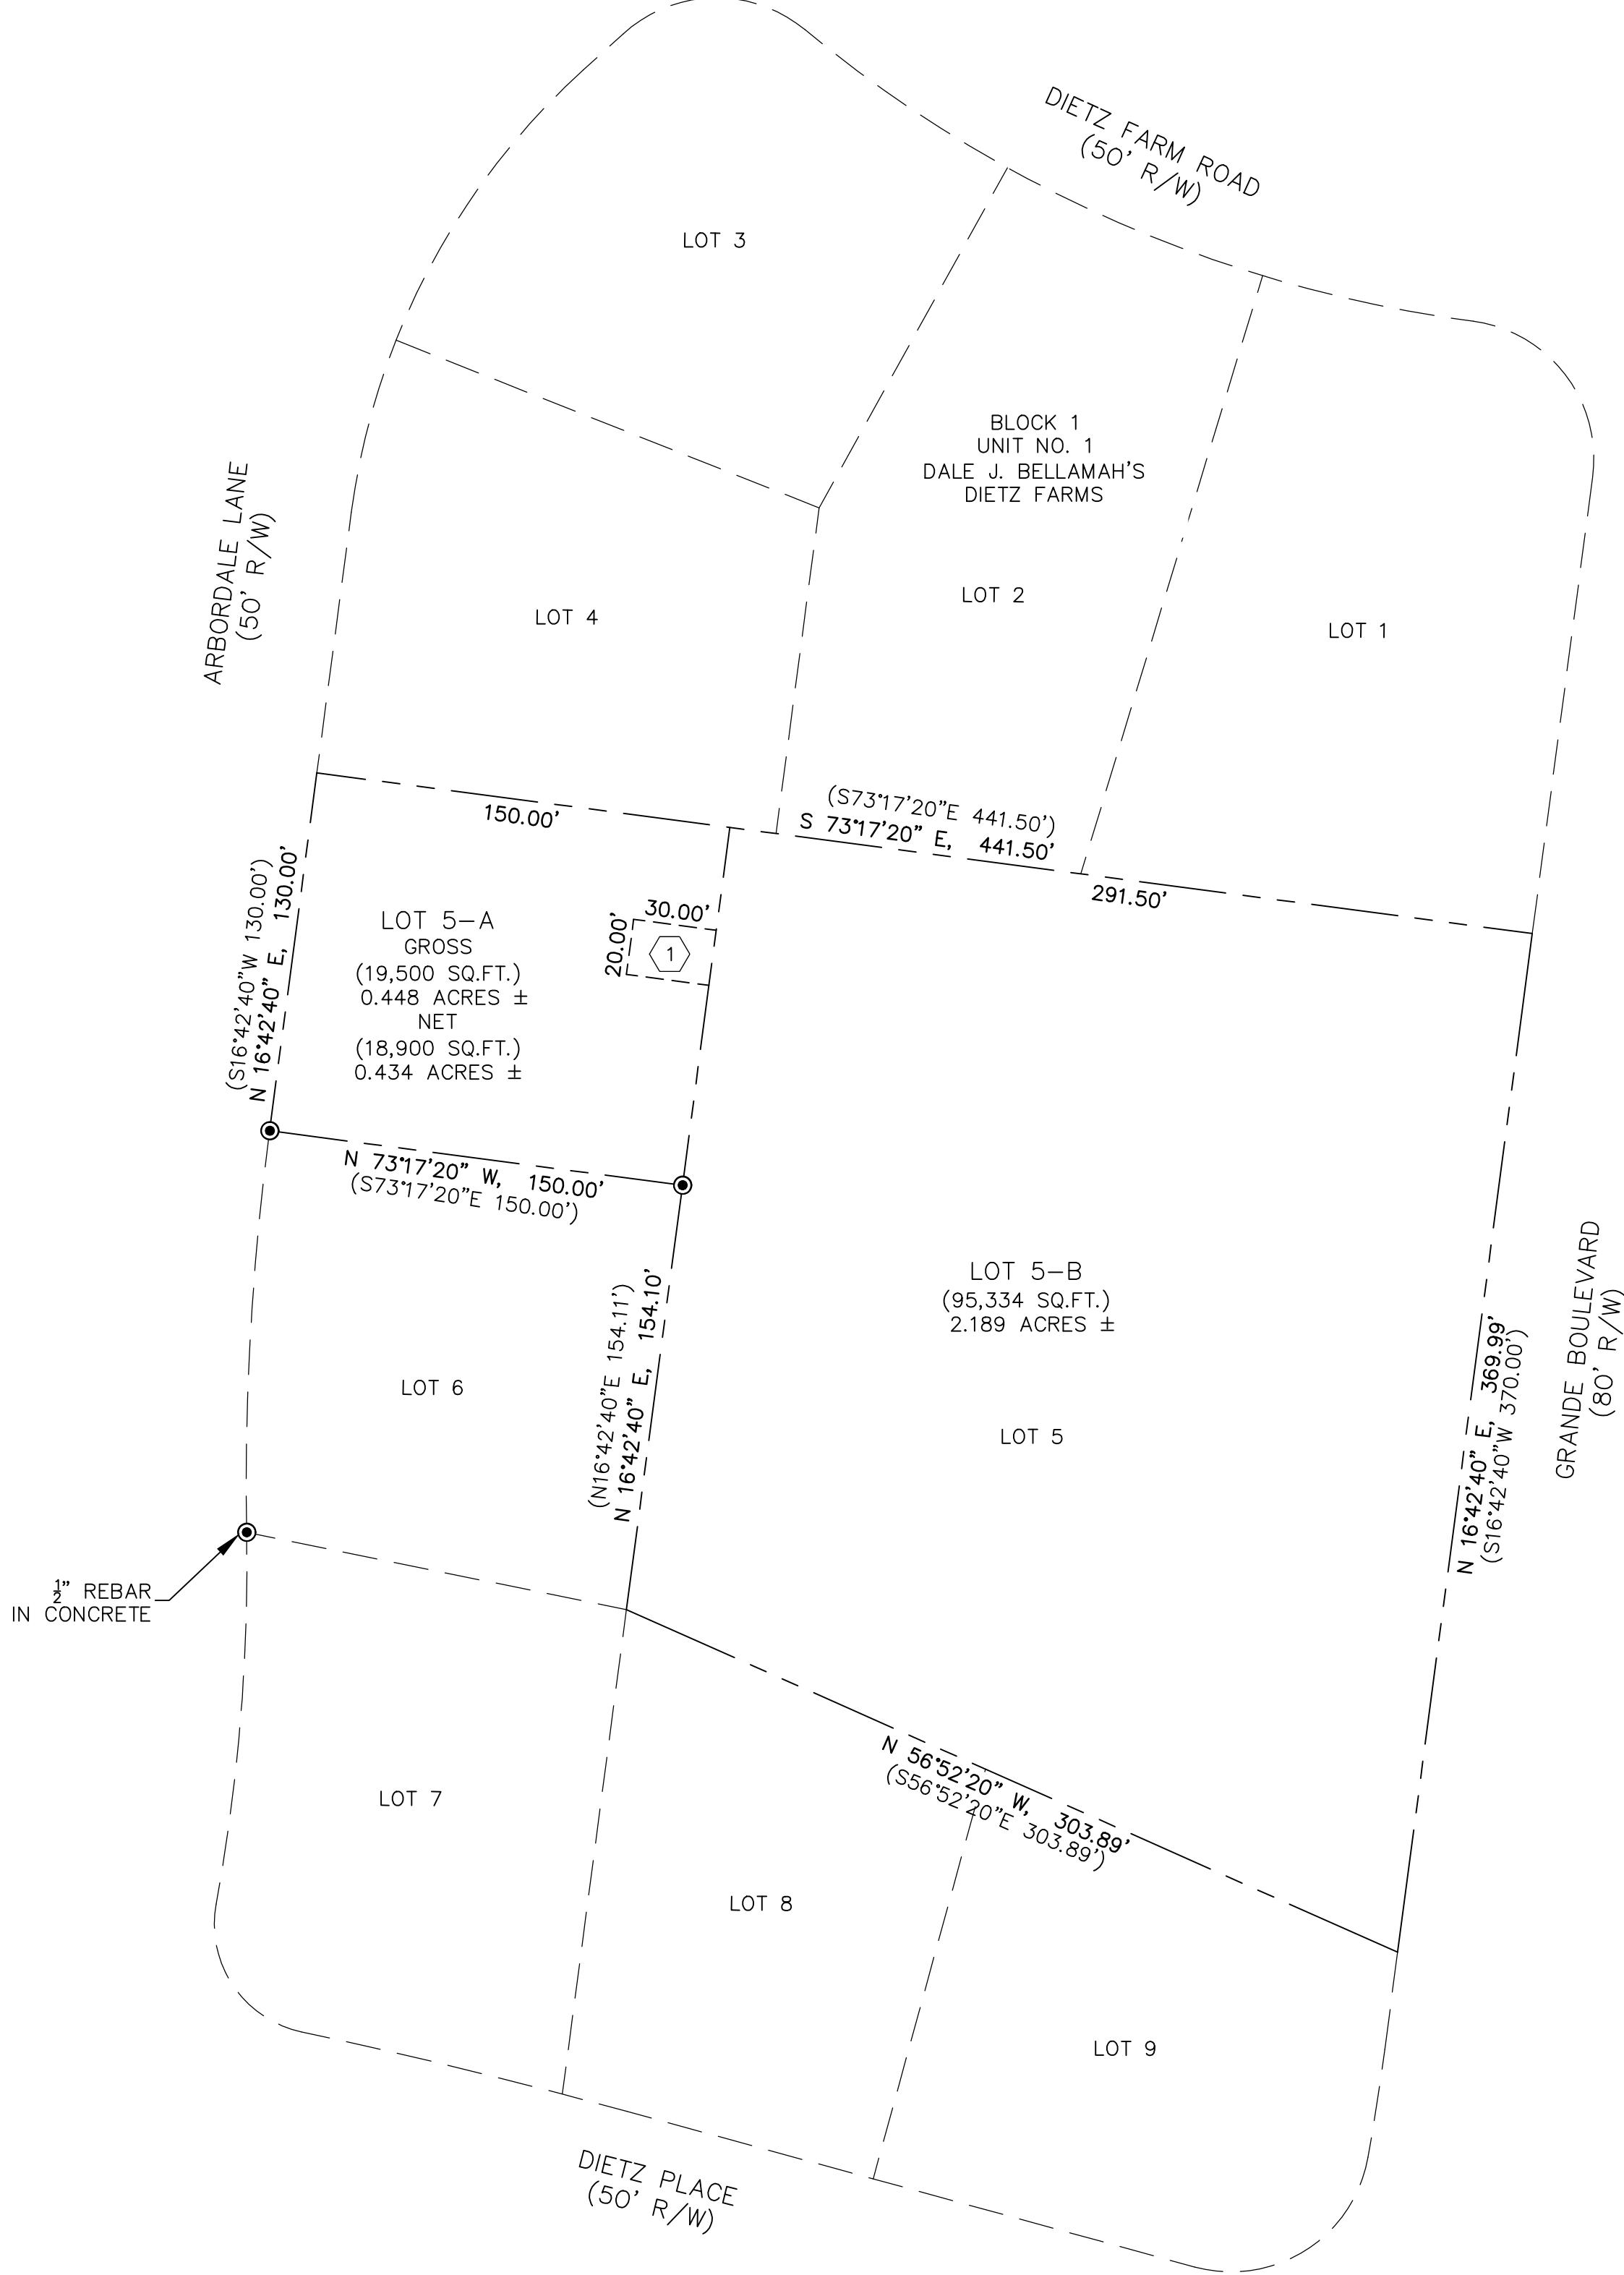 DIETZ FARM ROAD
(50' R/W)
LOT 3
BLOCK 1
UNIT NO. 1
DALE J. BELLAMAH'S
DIETZ FARMS
ARBORDALE LANE
(50' R/W)
LOT 4
LOT 2
LOT 1
150.00'
(S73°17'20"E 441.50')
S 73°17'20" E, 441.50'
291.50'
(S16°42'40"W 130.00')
N 16°42'40" E, 130.00'
LOT 5-A
GROSS
(19,500 SQ.FT.)
0.448 ACRES ±
NET
(18,900 SQ.FT.)
0.434 ACRES ±
30.00'
20.00'
1
N 73°17'20" W, 150.00'
(S73°17'20"E 150.00')
LOT 5-B
(95,334 SQ.FT.)
2.189 ACRES ±
LOT 5
(N16°42'40"E 154.11')
N 16°42'40" E, 154.10'
LOT 6
N 16°42'40" E, 369.99'
(S16°42'40"W 370.00')
GRANDE BOULEVARD
(80' R/W)
½" REBAR
IN CONCRETE
N 56°52'20" W, 303.89'
(S56°52'20"E 303.89')
LOT 7
LOT 8
LOT 9
DIETZ PLACE
(50' R/W)